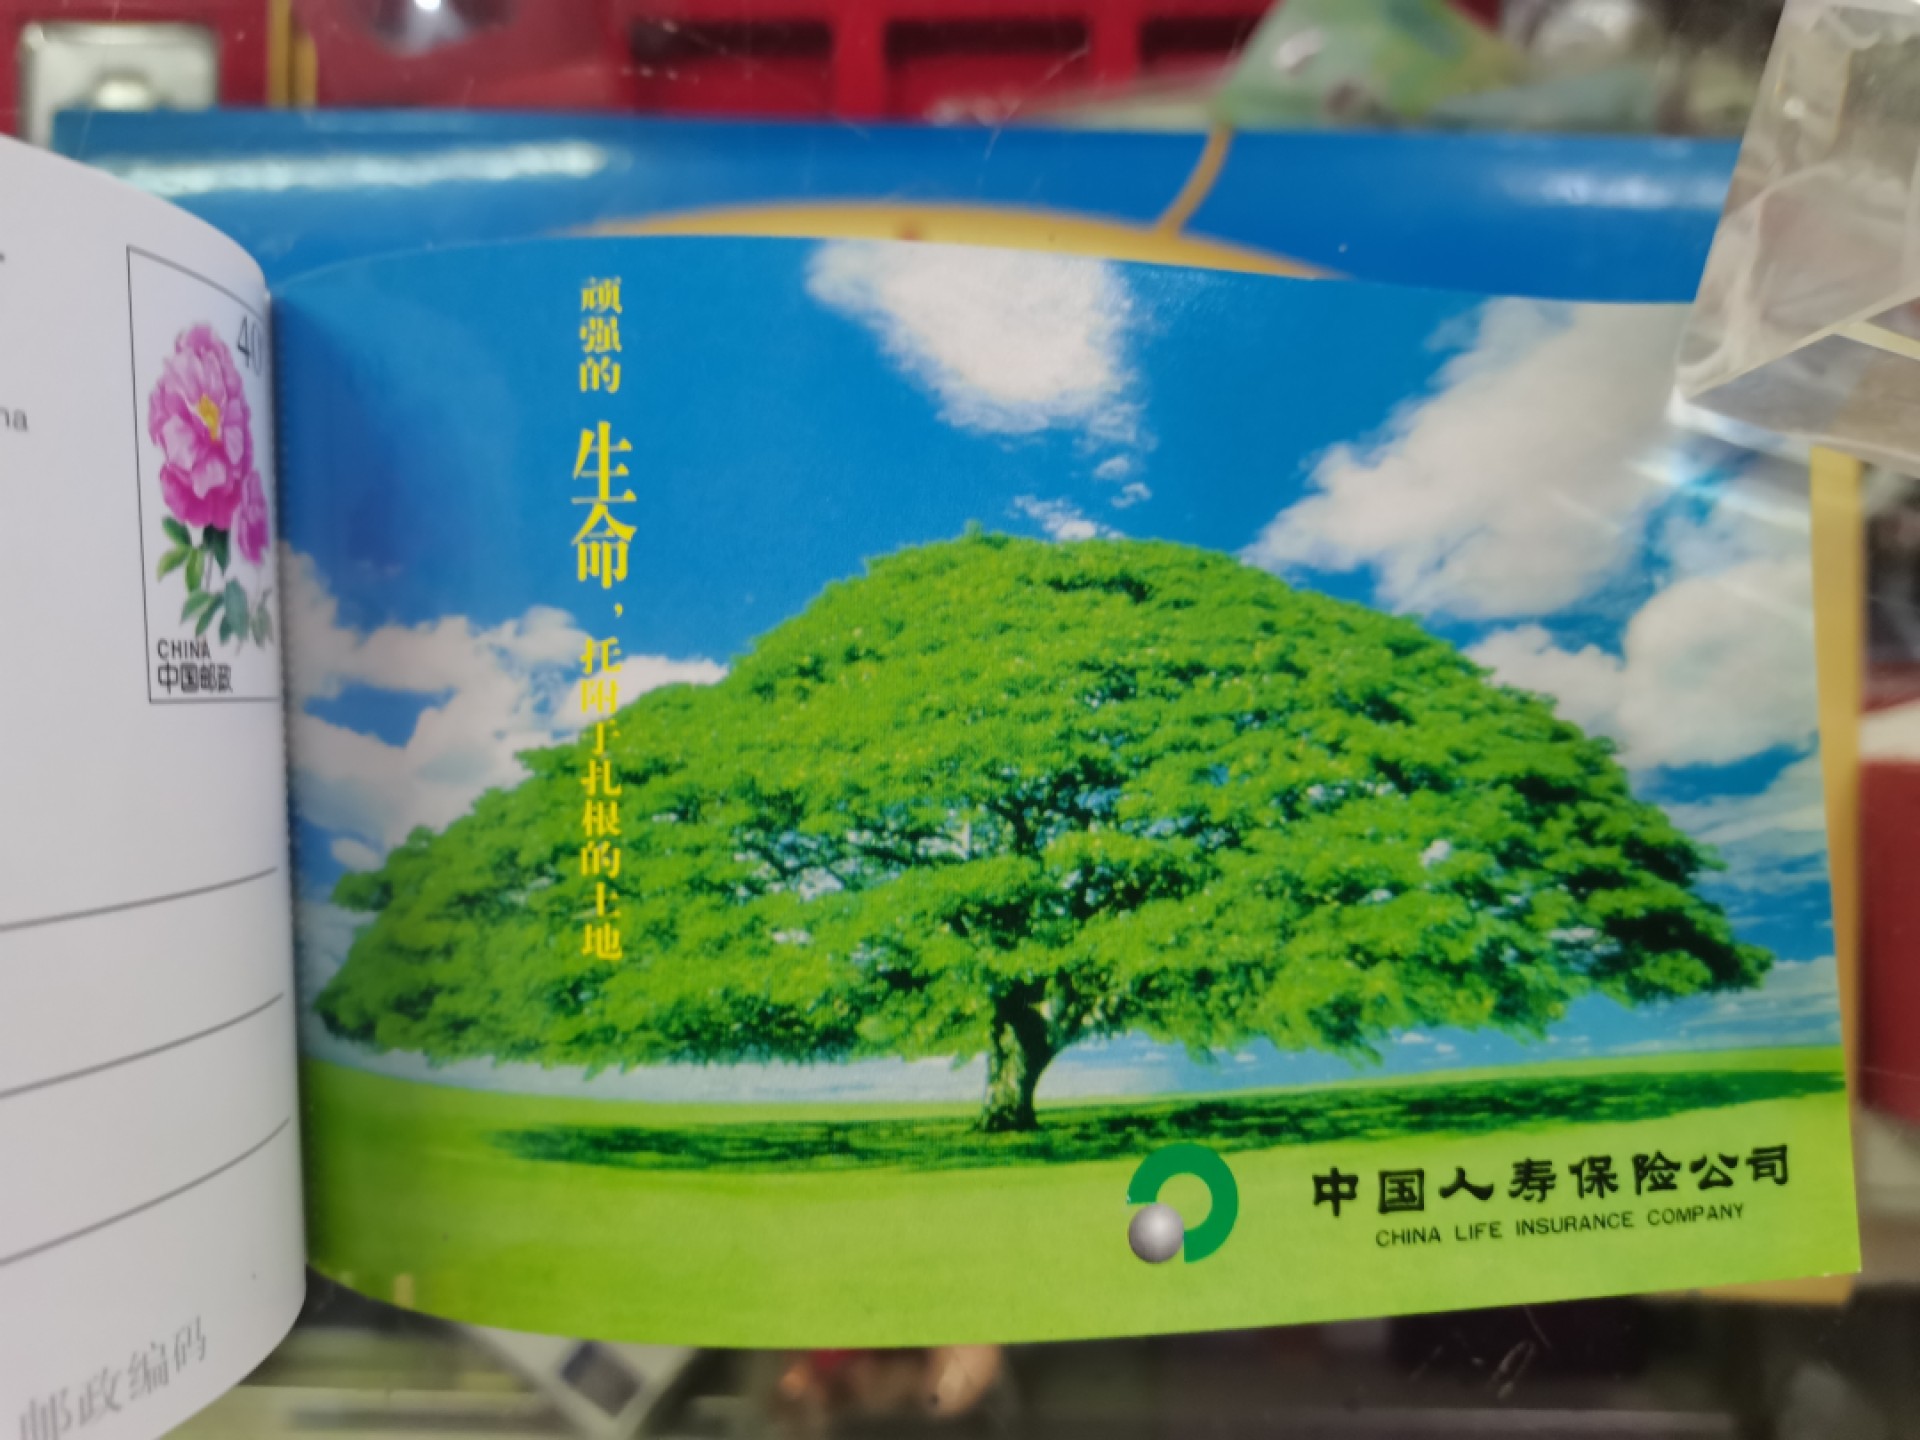 na
40
CHINA
中国邮政
邮政编码
顽强的 生命，托附于扎根的土地
中国人寿保险公司
CHINA LIFE INSURANCE COMPANY